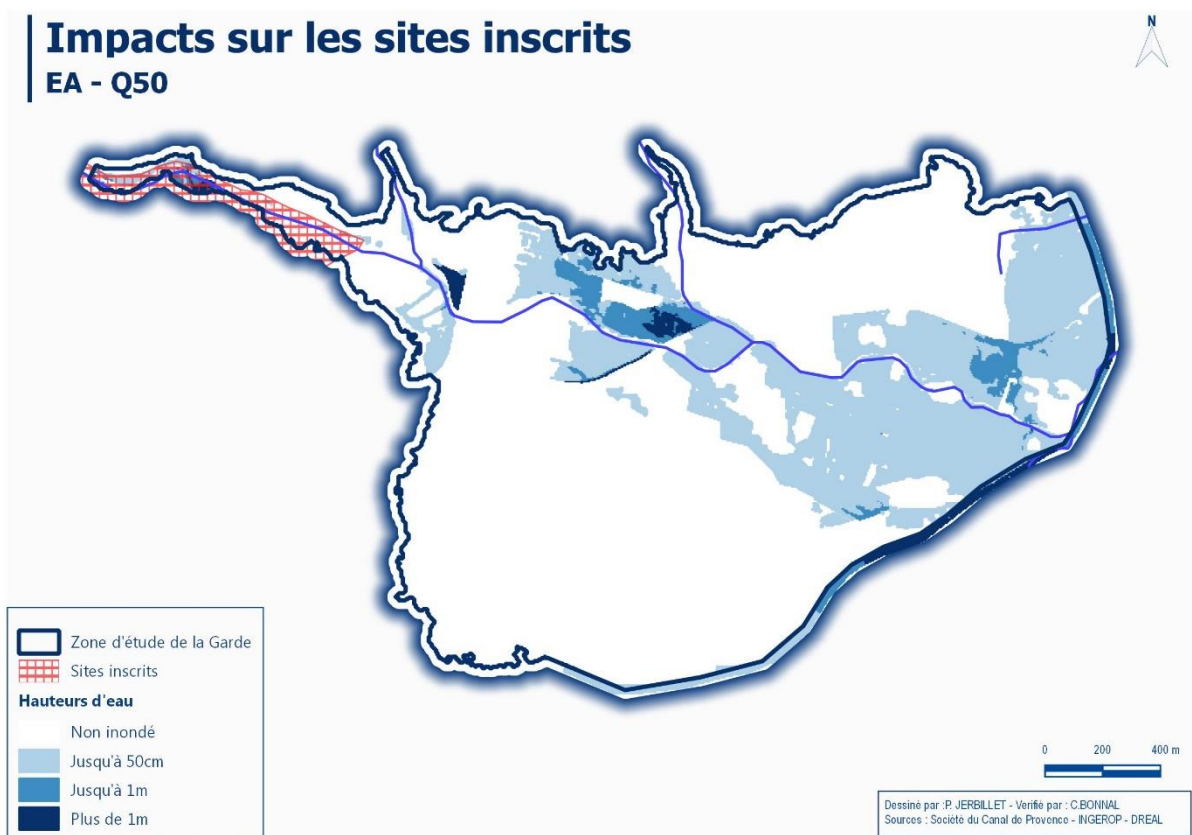 Impacts sur les sites inscrits
EA - Q50
N
Zone d'étude de la Garde
Sites inscrits
Hauteurs d'eau
Non inondé
Jusqu'à 50cm
Jusqu'à 1m
Plus de 1m
0 200 400 m
Dessiné par :P. JERBILLET - Verifié par : C.BONNAL
Sources : Société du Canal de Provence - INGEROP - DREAL